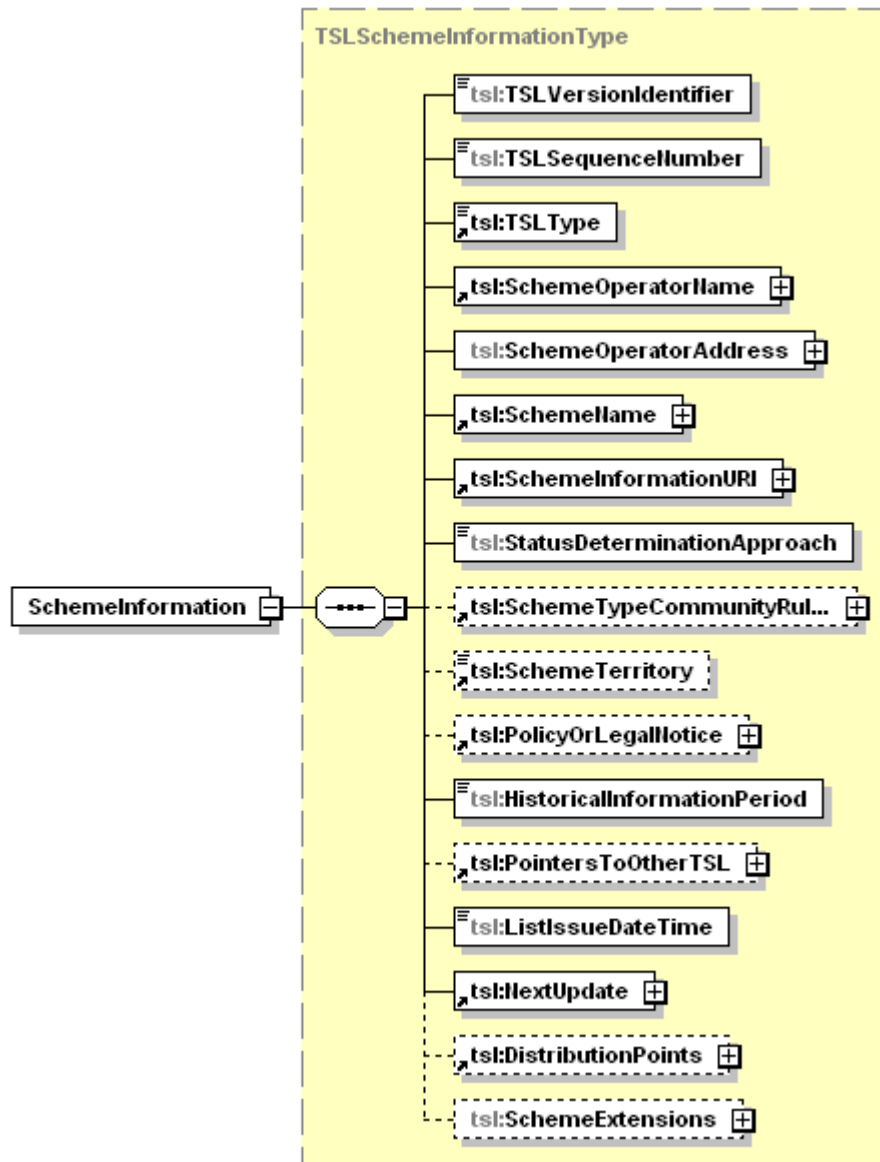 TSLSchemeInformationType
tsl:TSLVersionIdentifier
tsl:TSLSequenceNumber
tsl:TSLType
tsl:SchemeOperatorName
tsl:SchemeOperatorAddress
tsl:SchemeName
tsl:SchemeInformationURI
tsl:StatusDeterminationApproach
SchemeInformation
tsl:SchemeTypeCommunityRul...
tsl:SchemeTerritory
tsl:PolicyOrLegalNotice
tsl:HistoricalInformationPeriod
tsl:PointersToOtherTSL
tsl:ListIssueDateTime
tsl:NextUpdate
tsl:DistributionPoints
tsl:SchemeExtensions